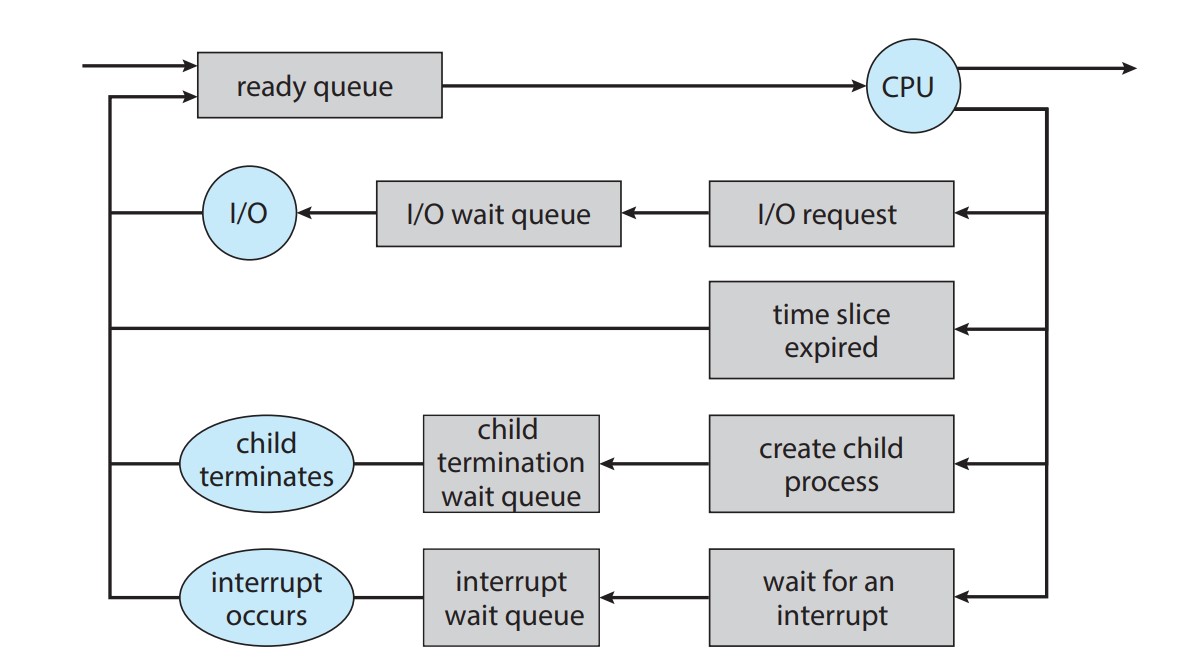 ready queue
CPU
I/O
I/O wait queue
I/O request
time slice
expired
child
terminates
child
termination
wait queue
create child
process
interrupt
occurs
interrupt
wait queue
wait for an
interrupt